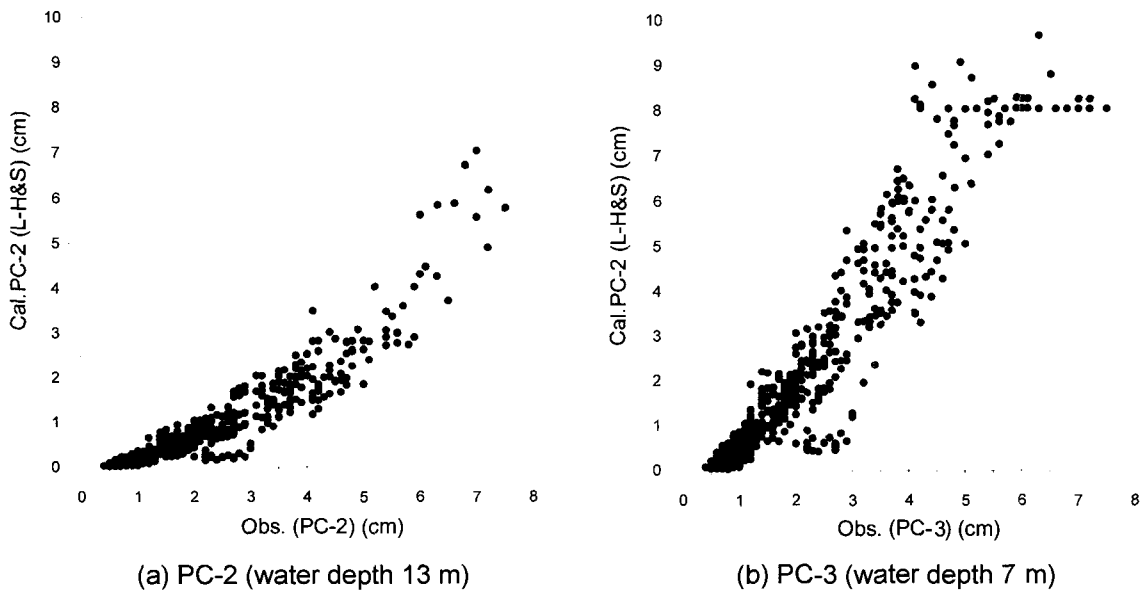 10
9
8
7
6
5
4
3
2
1
0
Cal.PC-2 (L-H&S) (cm)
0 1 2 3 4 5 6 7 8
Obs. (PC-2) (cm)
(a) PC-2 (water depth 13 m)
10
9
8
7
6
5
4
3
2
1
0
Cal.PC-2 (L-H&S) (cm)
0 1 2 3 4 5 6 7 8
Obs. (PC-3) (cm)
(b) PC-3 (water depth 7 m)